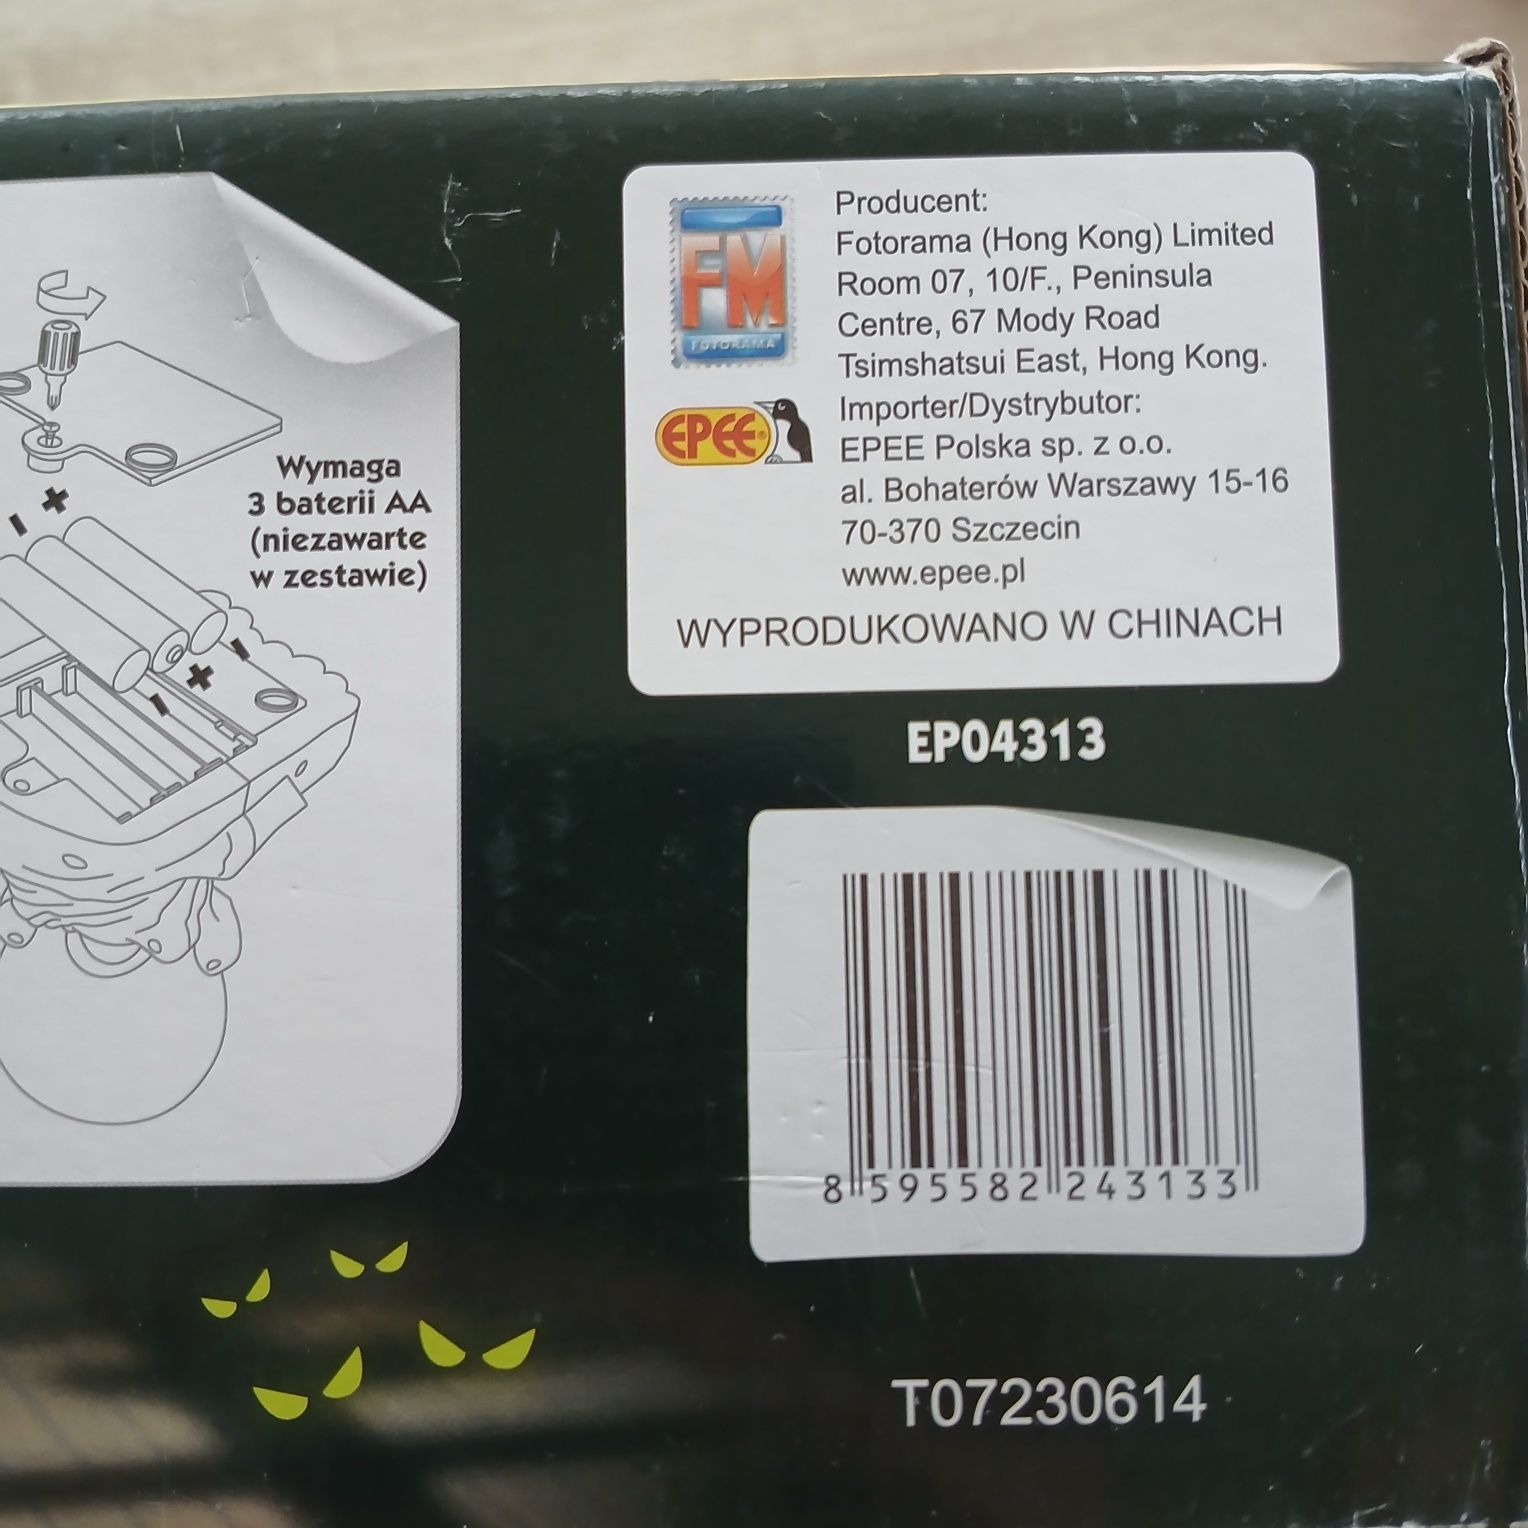 Wymaga
3 baterii AA
(niezawarte
w zestawie)
FM
FOTORAMA
Producent:
Fotorama (Hong Kong) Limited
Room 07, 10/F., Peninsula
Centre, 67 Mody Road
Tsimshatsui East, Hong Kong.
EPEE®
Importer/Dystrybutor:
EPEE Polska sp. z o.o.
al. Bohaterów Warszawy 15-16
70-370 Szczecin
www.epee.pl
WYPRODUKOWANO W CHINACH
EP04313
8 595582 243133
T07230614